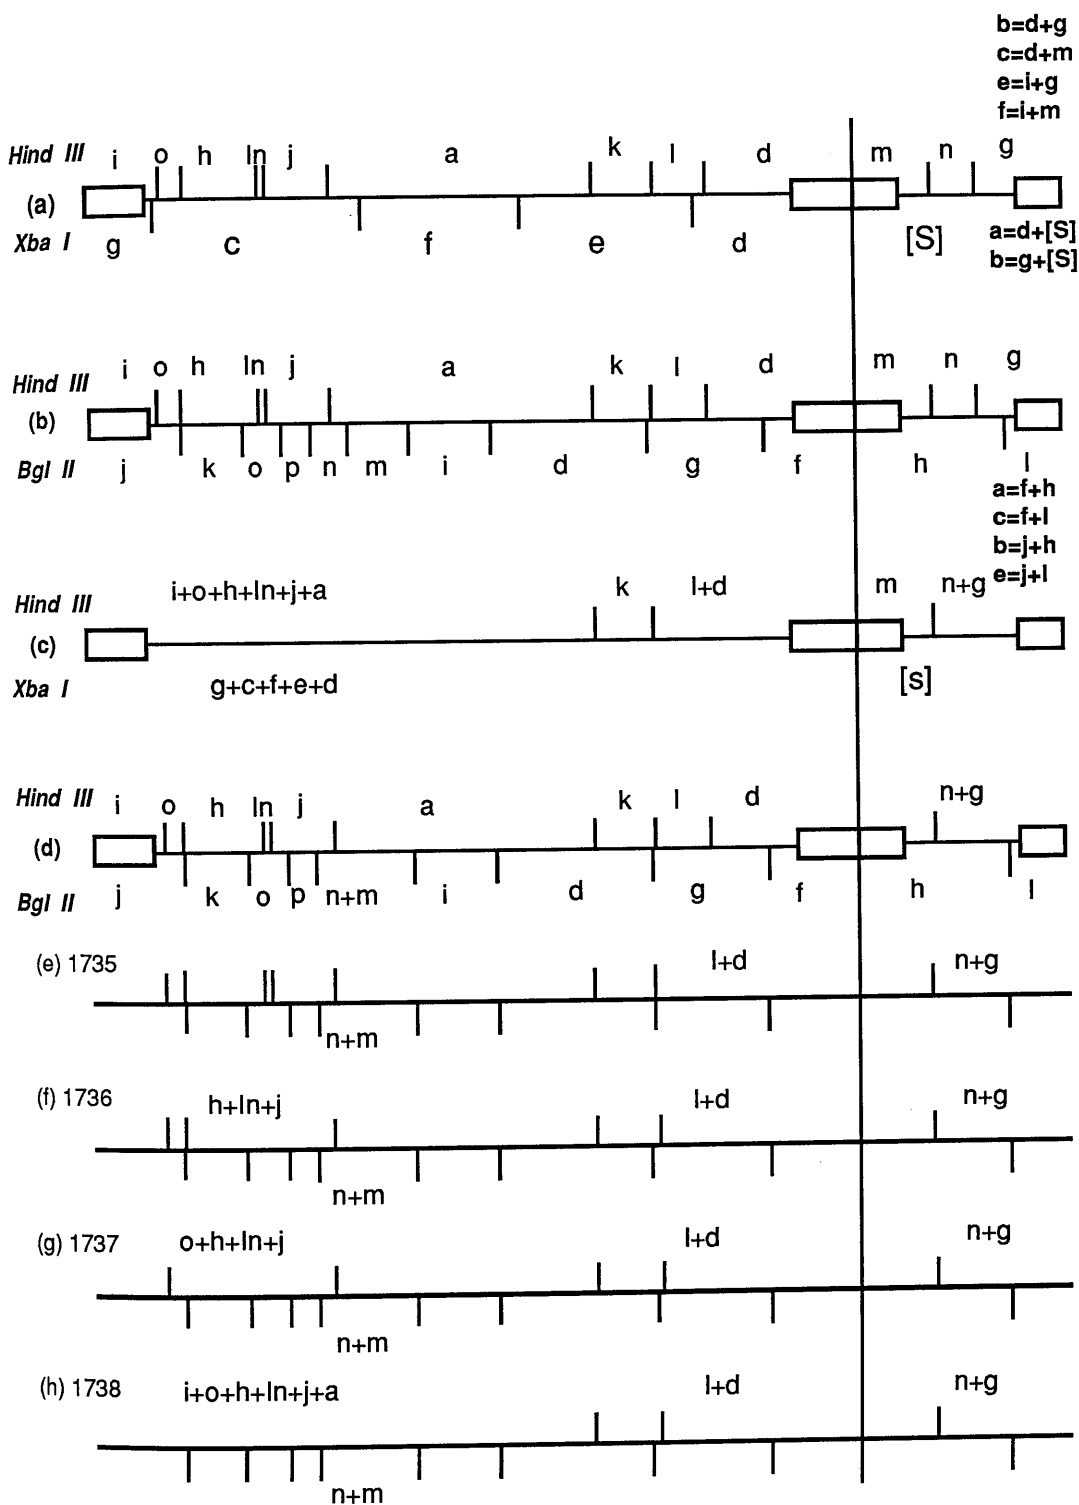 b=d+g
c=d+m
e=i+g
f=i+m
Hind III i o h ln j a k l d m n g
(a)
Xba I g c f e d [S] a=d+[S]
b=g+[S]
Hind III i o h ln j a k l d m n g
(b)
Bgl II j k o p n m i d g f h l
a=f+h
c=f+l
b=j+h
e=j+l
Hind III i+o+h+ln+j+a k l+d m n+g
(c)
Xba I g+c+f+e+d [s]
Hind III i o h ln j a k l d n+g
(d)
Bgl II j k o p n+m i d g f h l
(e) 1735 l+d n+g
n+m
(f) 1736 h+ln+j l+d n+g
n+m
(g) 1737 o+h+ln+j l+d n+g
n+m
(h) 1738 i+o+h+ln+j+a l+d n+g
n+m